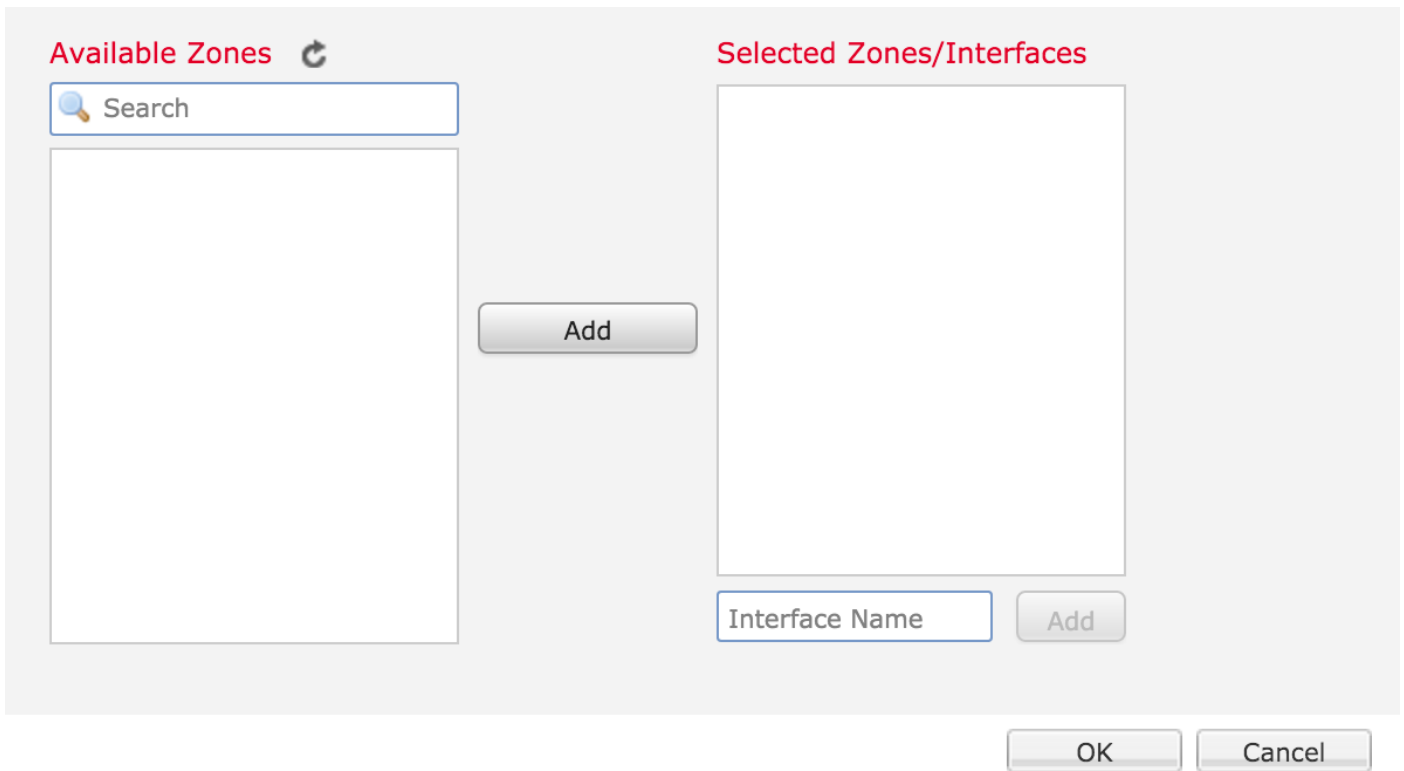 Available Zones
Selected Zones/Interfaces
Search
Add
Interface Name
Add
OK
Cancel